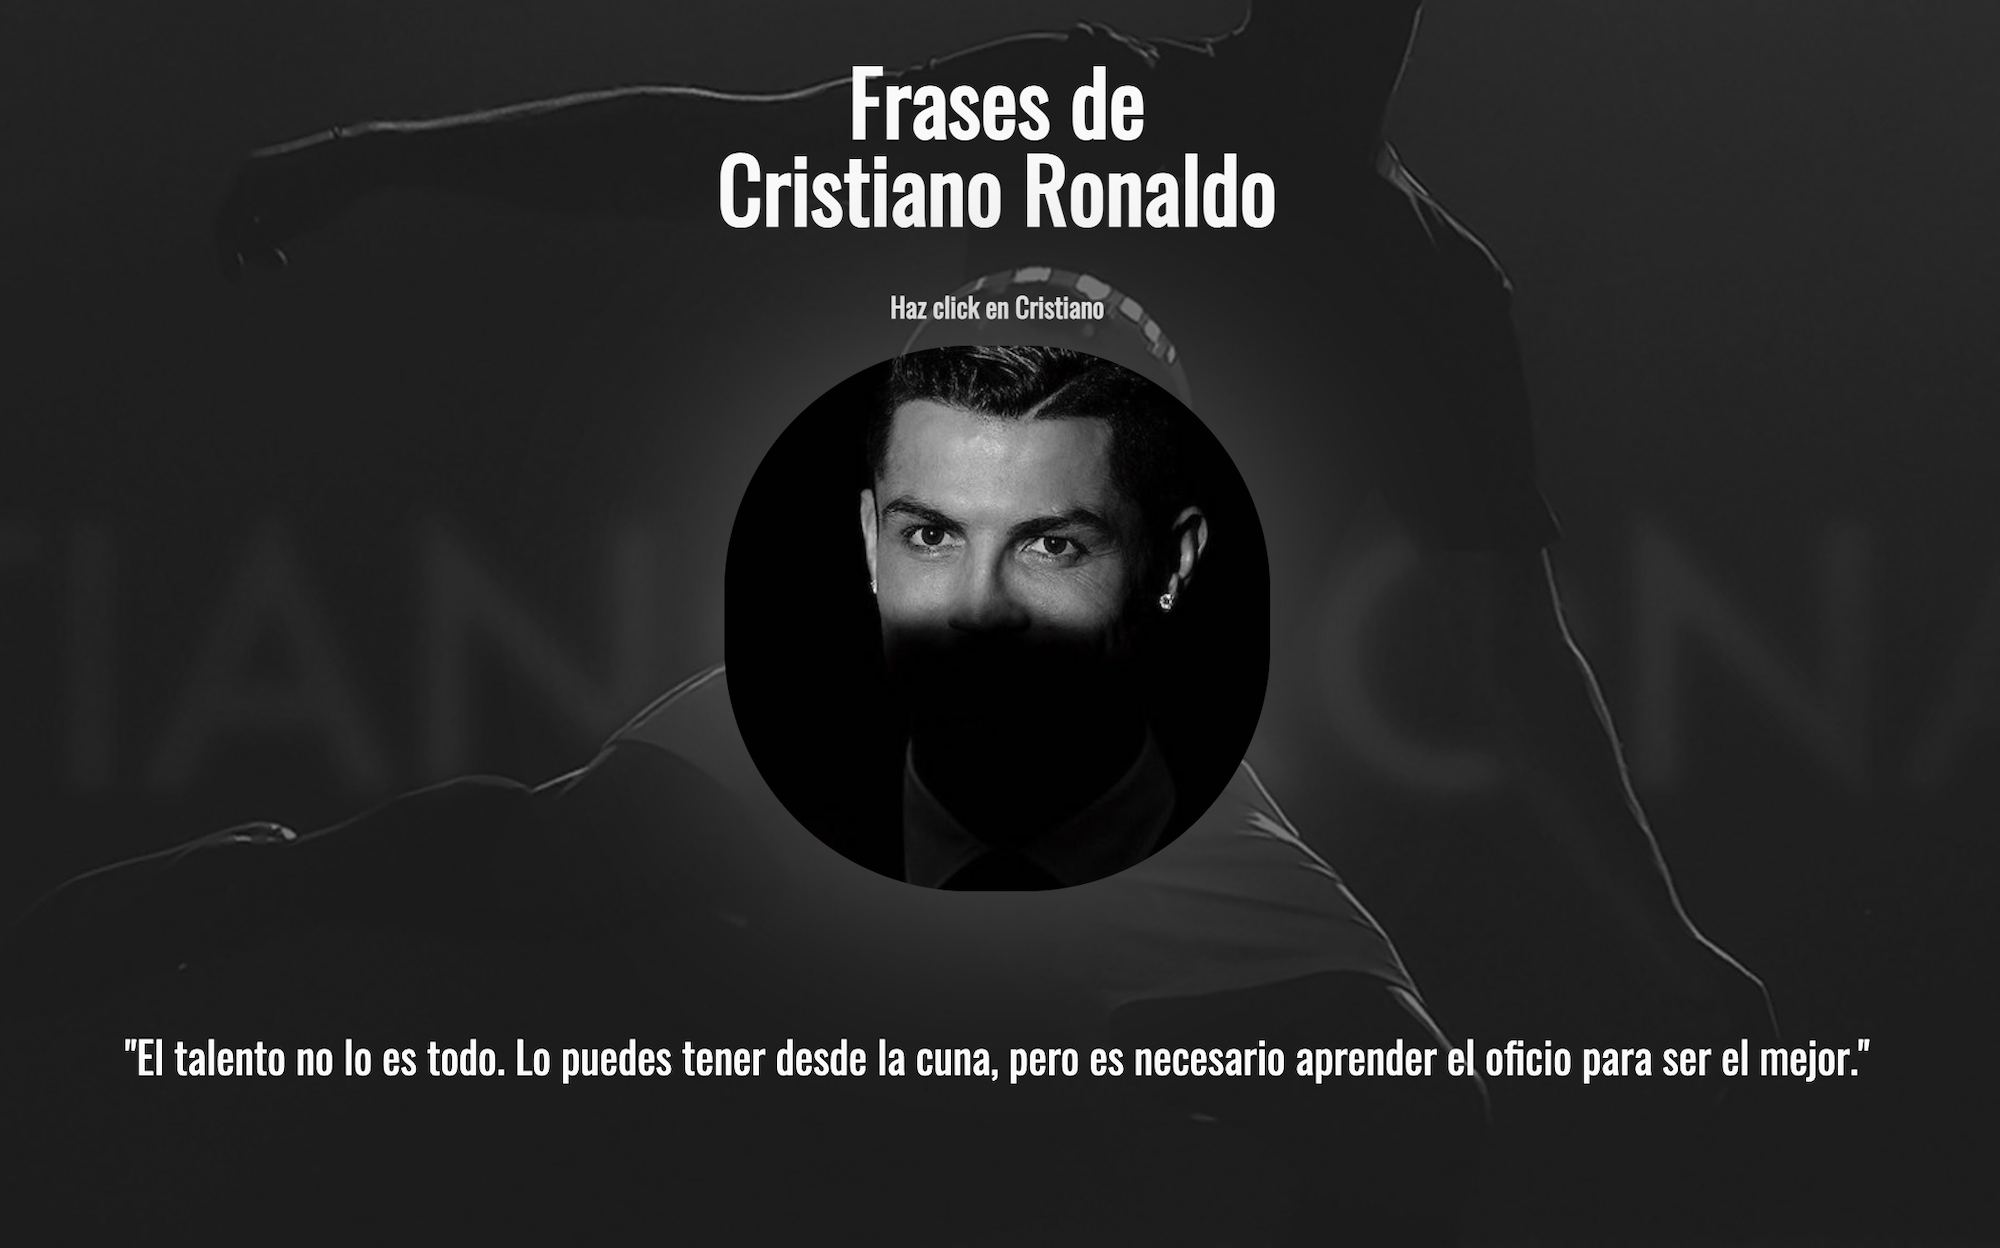 Frases de
Cristiano Ronaldo
Haz click en Cristiano
"El talento no lo es todo. Lo puedes tener desde la cuna, pero es necesario aprender el oficio para ser el mejor."